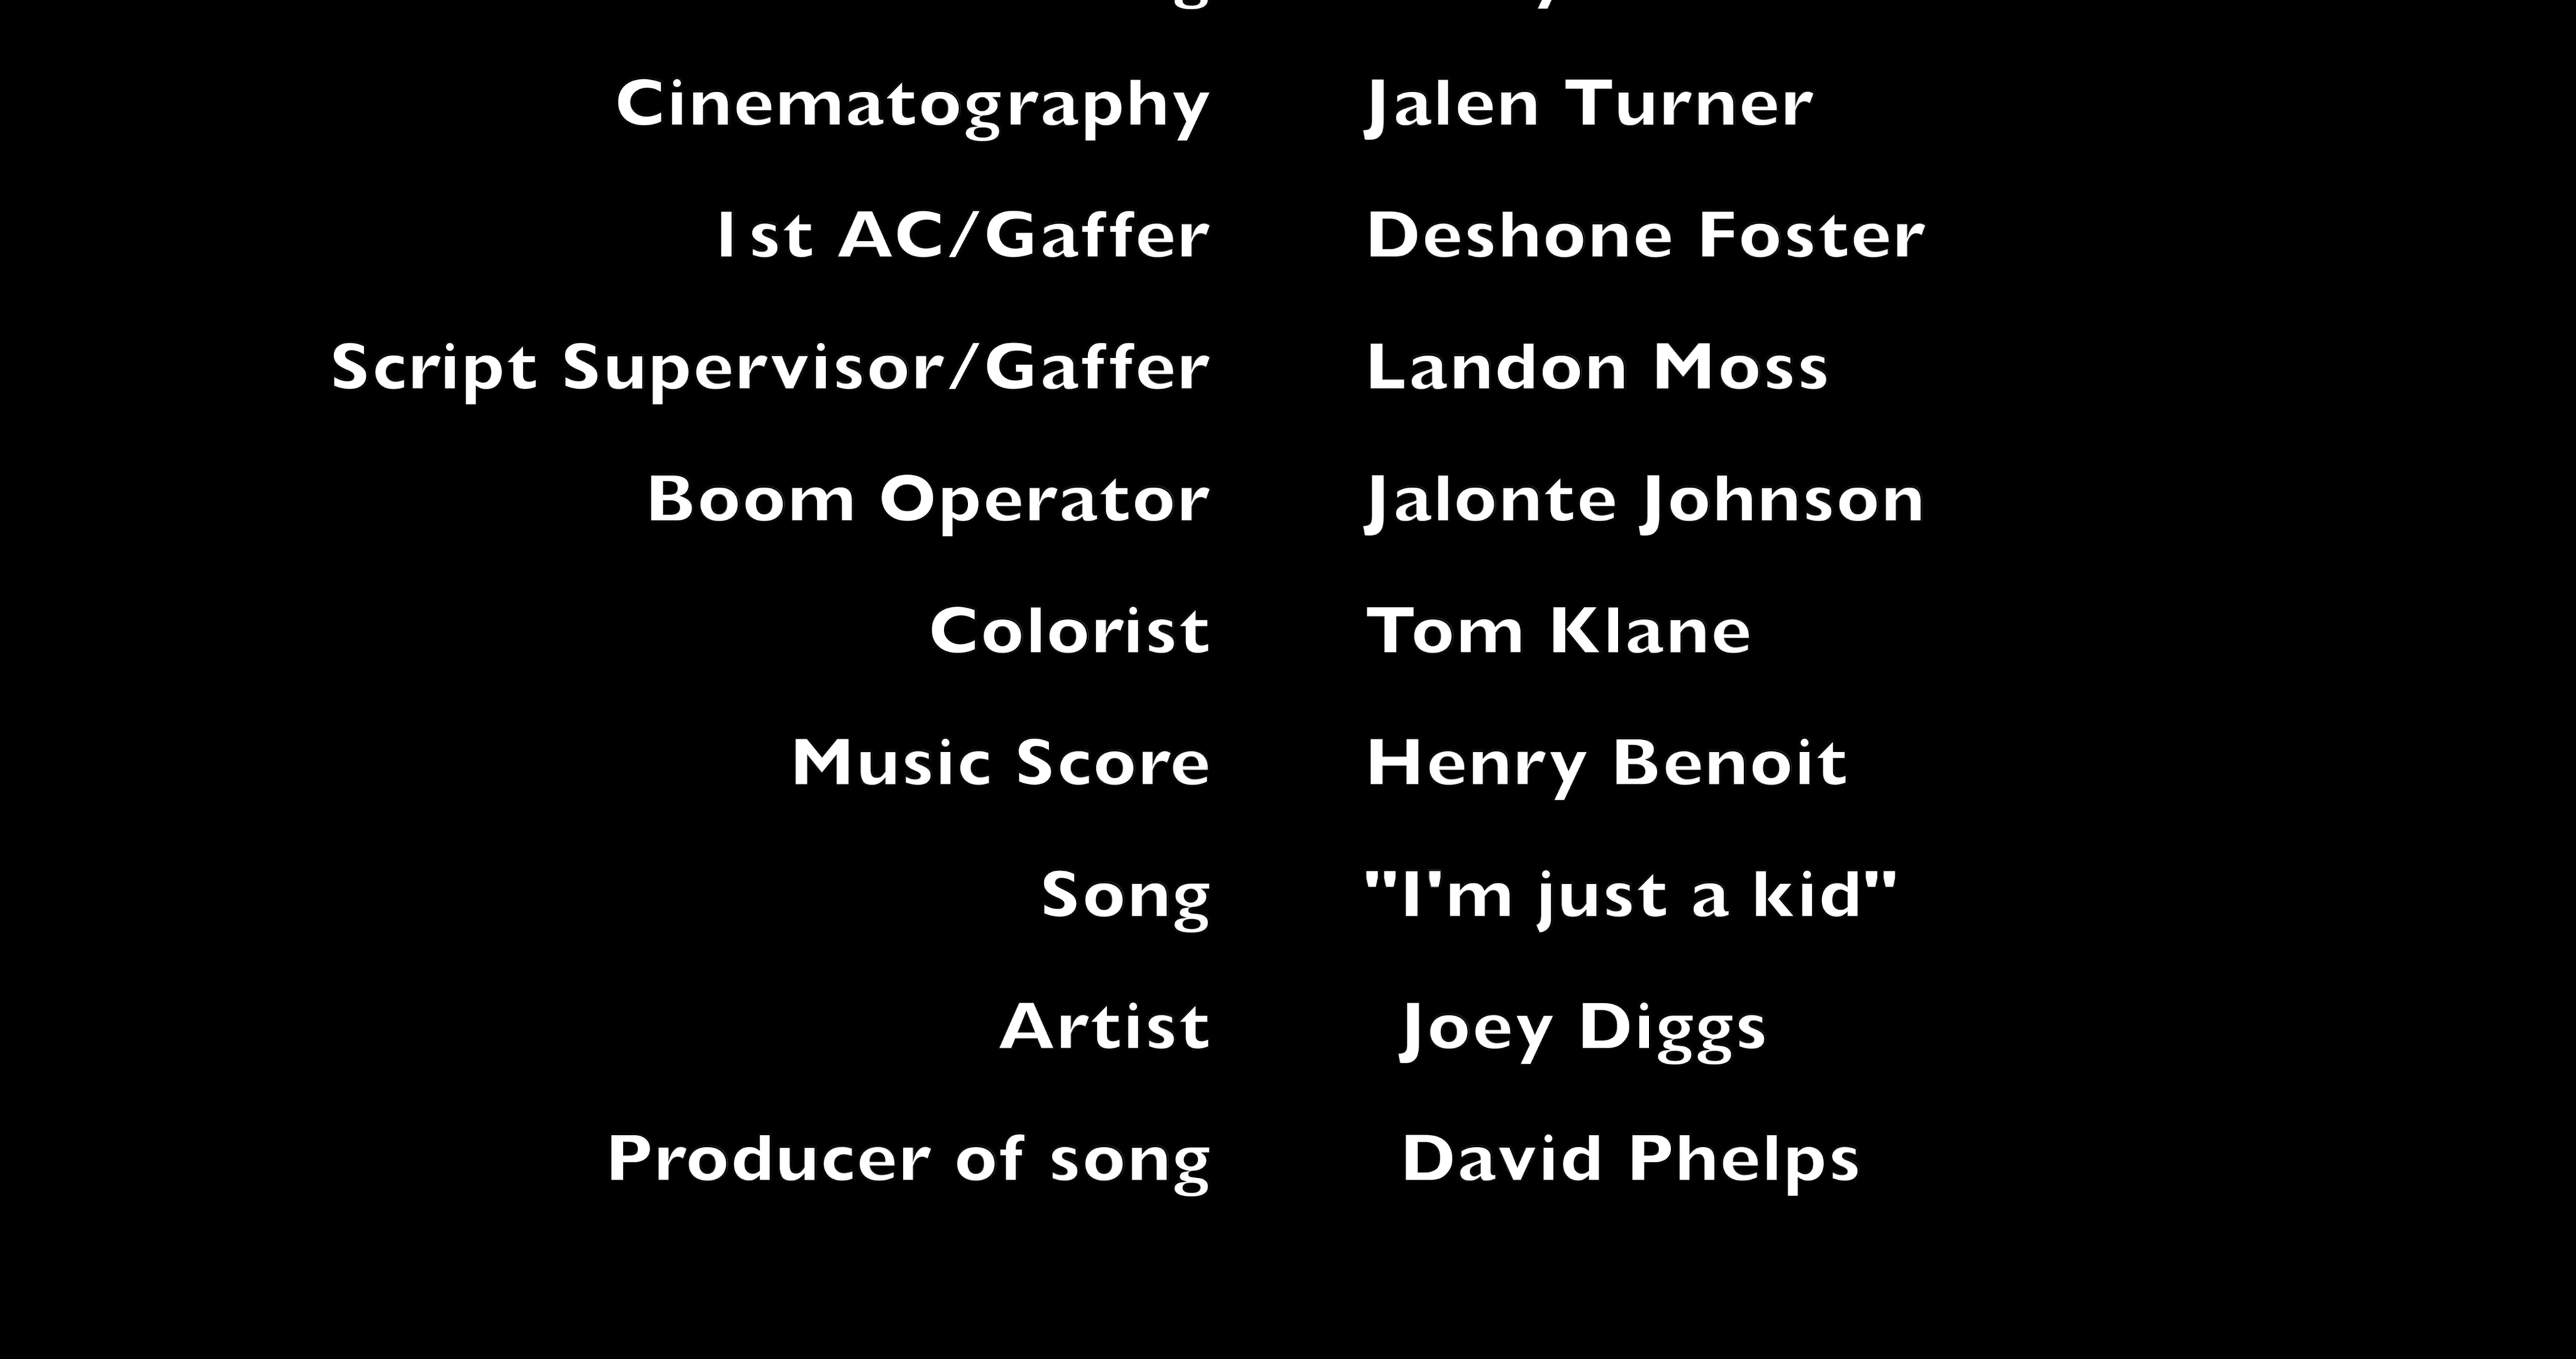 Cinematography Jalen Turner
1st AC/Gaffer Deshone Foster
Script Supervisor/Gaffer Landon Moss
Boom Operator Jalonte Johnson
Colorist Tom Klane
Music Score Henry Benoit
Song "I'm just a kid"
Artist Joey Diggs
Producer of song David Phelps